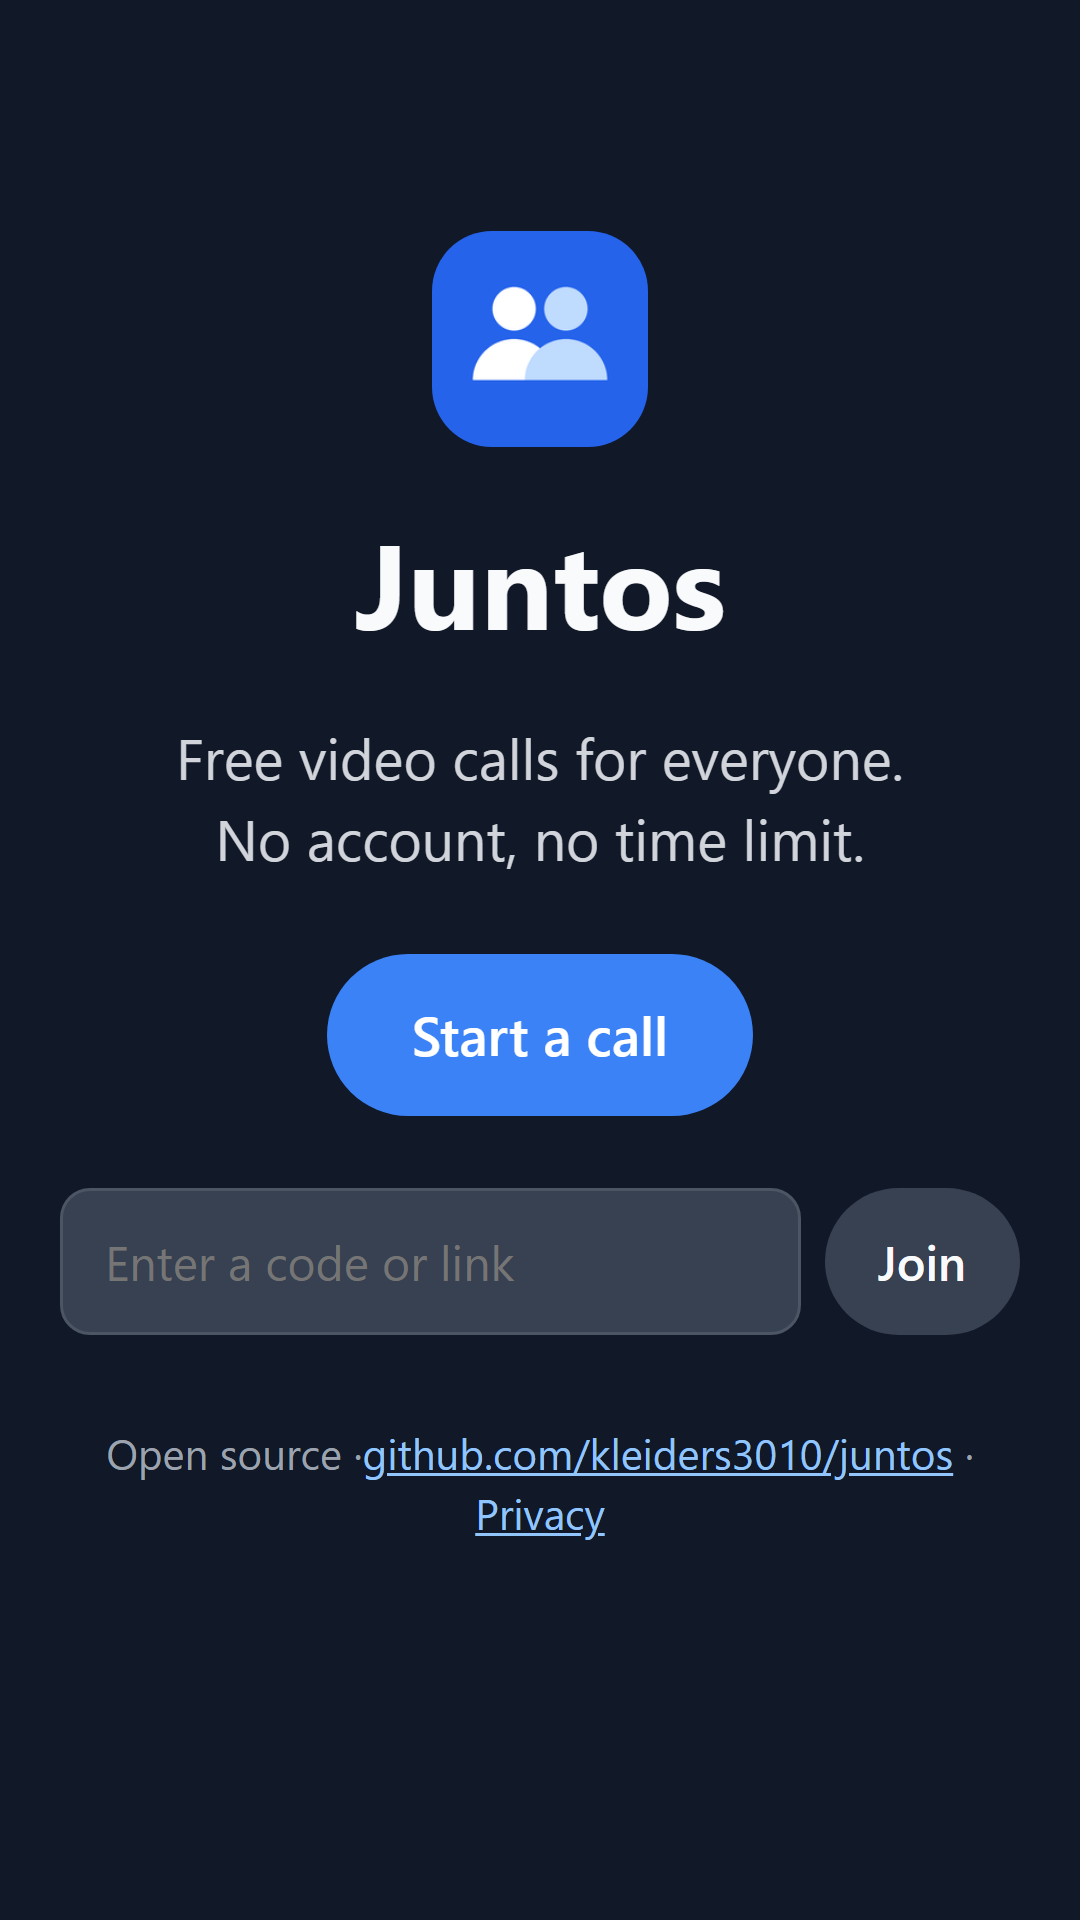 Juntos
Free video calls for everyone.
No account, no time limit.
Start a call
Enter a code or link
Join
Open source ·github.com/kleiders3010/juntos ·
Privacy